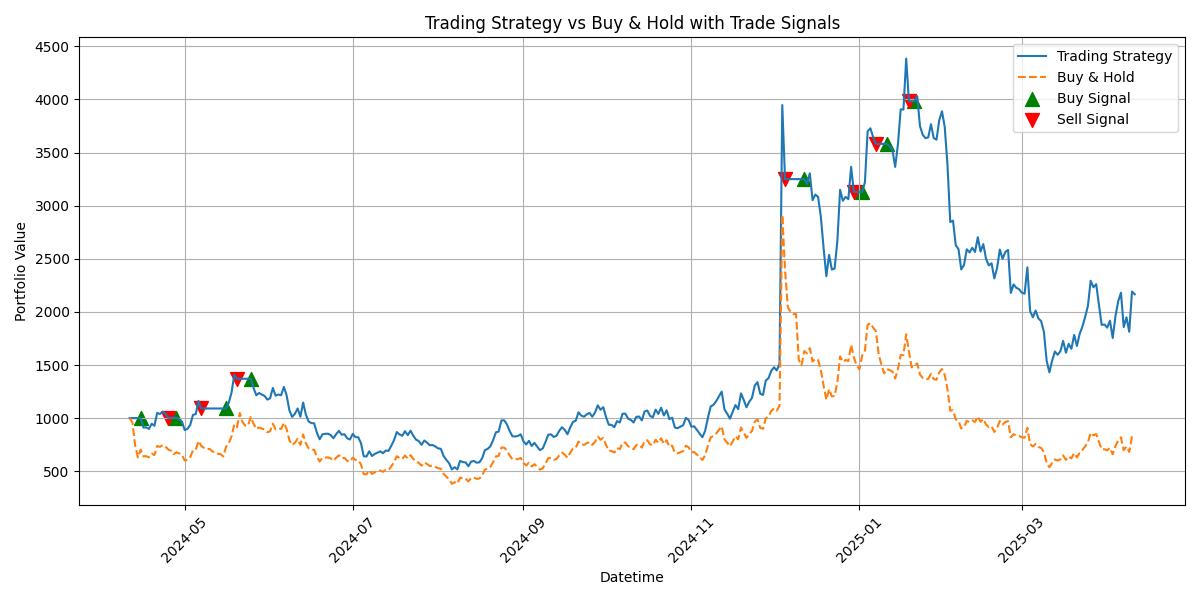 Trading Strategy vs Buy & Hold with Trade Signals
Portfolio Value
4500
4000
3500
3000
2500
2000
1500
1000
500
Trading Strategy
Buy & Hold
Buy Signal
Sell Signal
2024-05
2024-07
2024-09
2024-11
2025-01
2025-03
Datetime